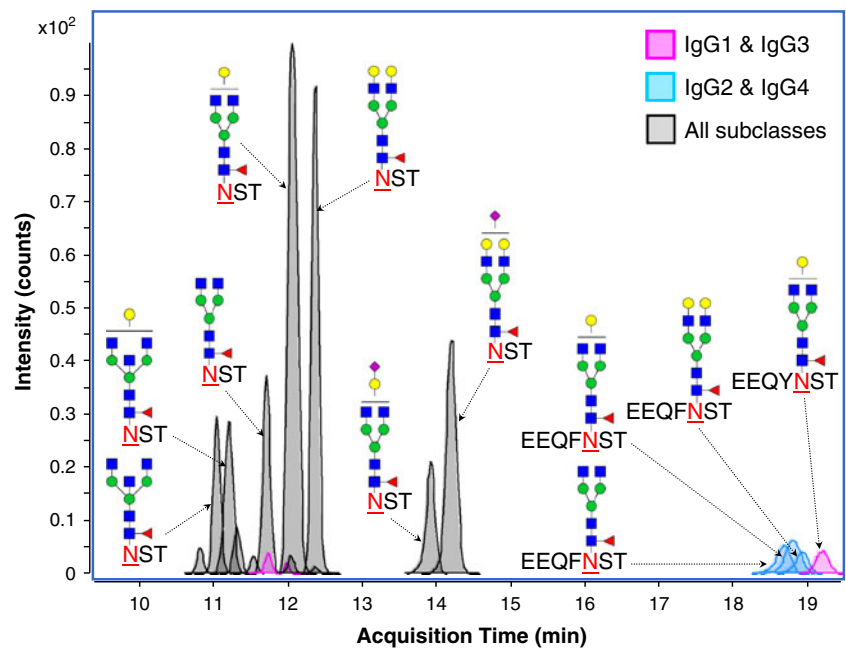 x10²
IgG1 & IgG3
IgG2 & IgG4
All subclasses
0.9
0.8
0.7
0.6
0.5
0.4
0.3
0.2
0.1
0
Intensity (counts)
NST
NST
NST
NST
NST
NST
NST
NST
EEQYNST
EEQFNST
EEQFNST
EEQFNST
10
11
12
13
14
15
16
17
18
19
Acquisition Time (min)